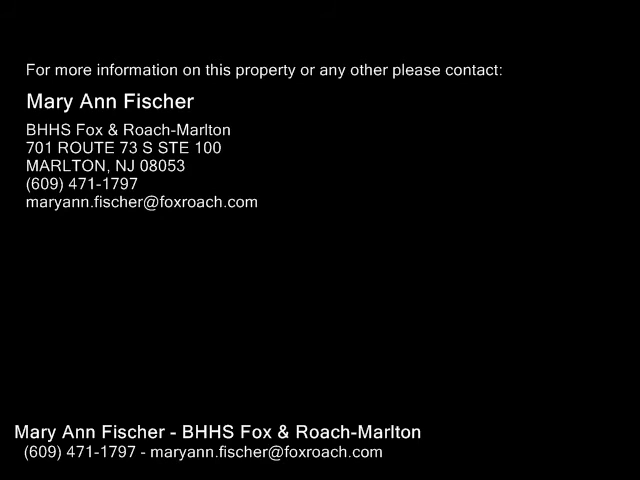 For more information on this property or any other please contact:
Mary Ann Fischer
BHHS Fox & Roach-Marlton
701 ROUTE 73 S STE 100
MARLTON, NJ 08053
(609) 471-1797
maryann.fischer@foxroach.com
Mary Ann Fischer - BHHS Fox & Roach-Marlton
(609) 471-1797 - maryann.fischer@foxroach.com